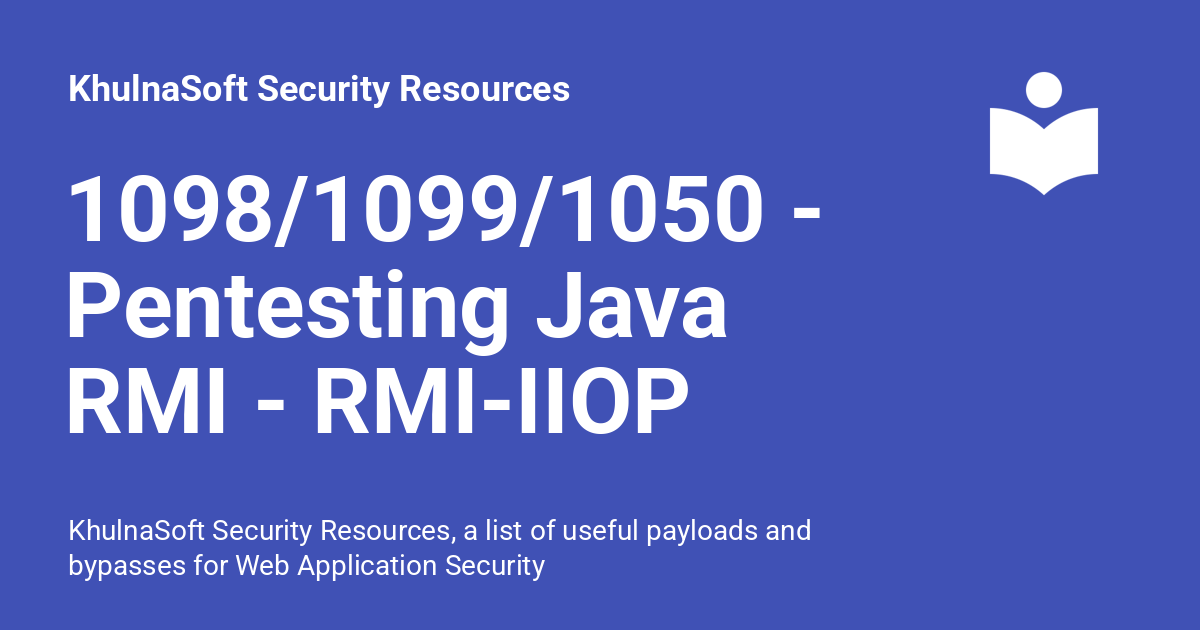 KhulnaSoft Security Resources
1098/1099/1050 -
Pentesting Java
RMI - RMI-IIOP
KhulnaSoft Security Resources, a list of useful payloads and
bypasses for Web Application Security